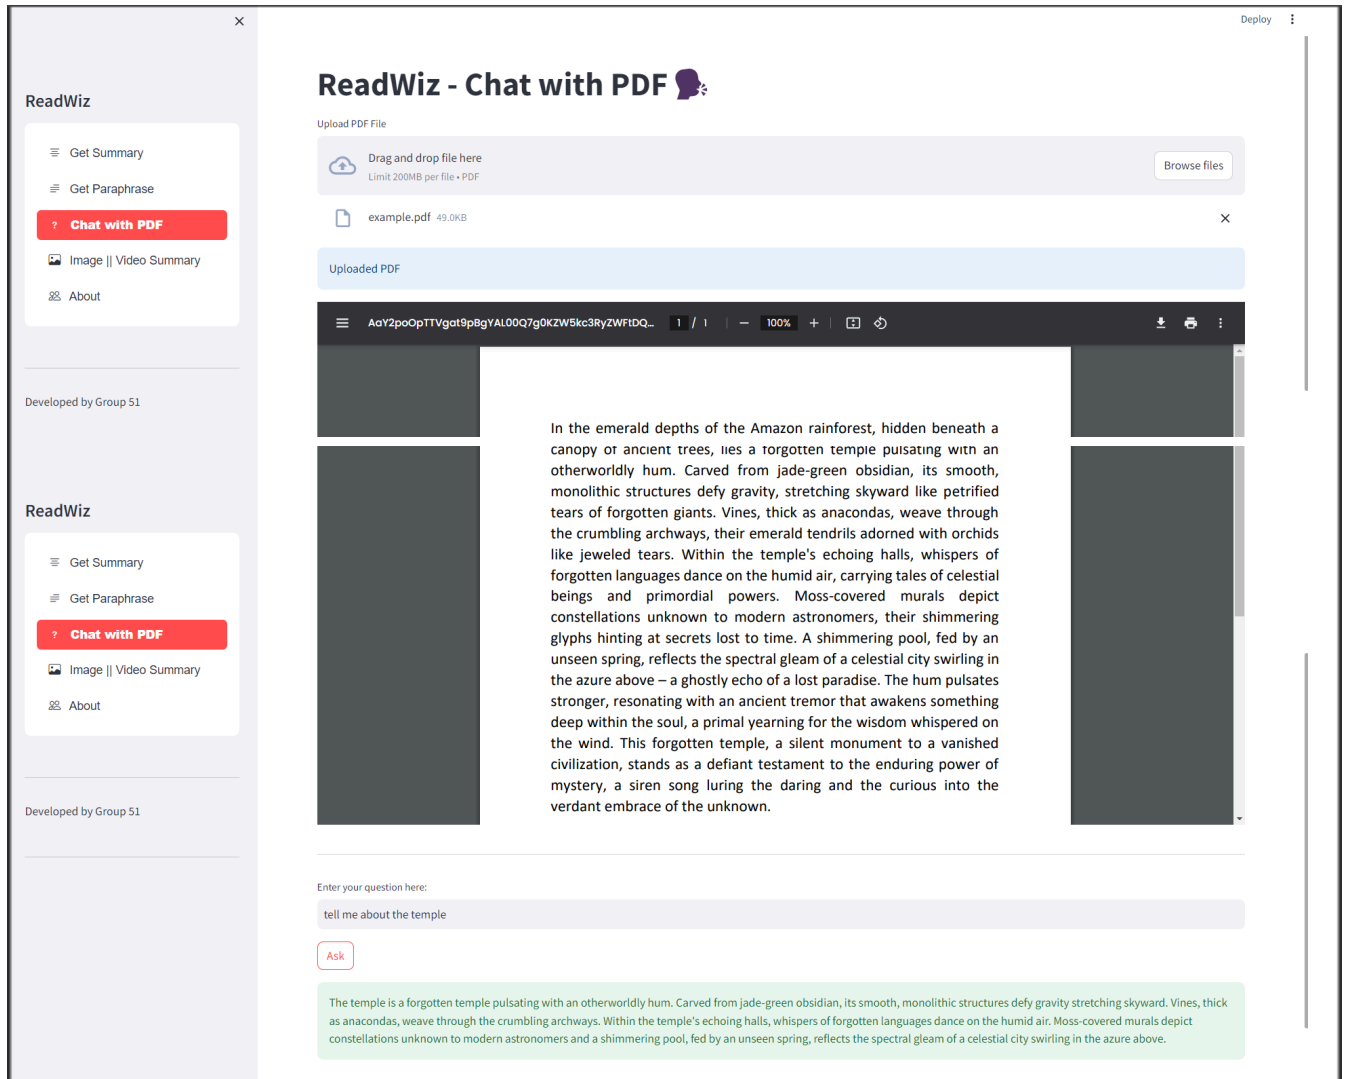 Deploy
ReadWiz
Get Summary
Get Paraphrase
? Chat with PDF
Image || Video Summary
About
Developed by Group 51
ReadWiz
Get Summary
Get Paraphrase
? Chat with PDF
Image || Video Summary
About
Developed by Group 51
ReadWiz - Chat with PDF
Upload PDF File
Drag and drop file here
Limit 200MB per file • PDF
Browse files
example.pdf 49.0KB
Uploaded PDF
AaY2poOpTTVgat9pBgYAL00Q7g0KZW5kc3RyZWFtDQ... 1 / 1 100%
In the emerald depths of the Amazon rainforest, hidden beneath a
canopy of ancient trees, lies a forgotten temple pulsating with an
otherworldly hum. Carved from jade-green obsidian, its smooth,
monolithic structures defy gravity, stretching skyward like petrified
tears of forgotten giants. Vines, thick as anacondas, weave through
the crumbling archways, their emerald tendrils adorned with orchids
like jeweled tears. Within the temple's echoing halls, whispers of
forgotten languages dance on the humid air, carrying tales of celestial
beings and primordial powers. Moss-covered murals depict
constellations unknown to modern astronomers, their shimmering
glyphs hinting at secrets lost to time. A shimmering pool, fed by an
unseen spring, reflects the spectral gleam of a celestial city swirling in
the azure above – a ghostly echo of a lost paradise. The hum pulsates
stronger, resonating with an ancient tremor that awakens something
deep within the soul, a primal yearning for the wisdom whispered on
the wind. This forgotten temple, a silent monument to a vanished
civilization, stands as a defiant testament to the enduring power of
mystery, a siren song luring the daring and the curious into the
verdant embrace of the unknown.
Enter your question here:
tell me about the temple
Ask
The temple is a forgotten temple pulsating with an otherworldly hum. Carved from jade-green obsidian, its smooth, monolithic structures defy gravity stretching skyward. Vines, thick
as anacondas, weave through the crumbling archways. Within the temple's echoing halls, whispers of forgotten languages dance on the humid air. Moss-covered murals depict
constellations unknown to modern astronomers and a shimmering pool, fed by an unseen spring, reflects the spectral gleam of a celestial city swirling in the azure above.